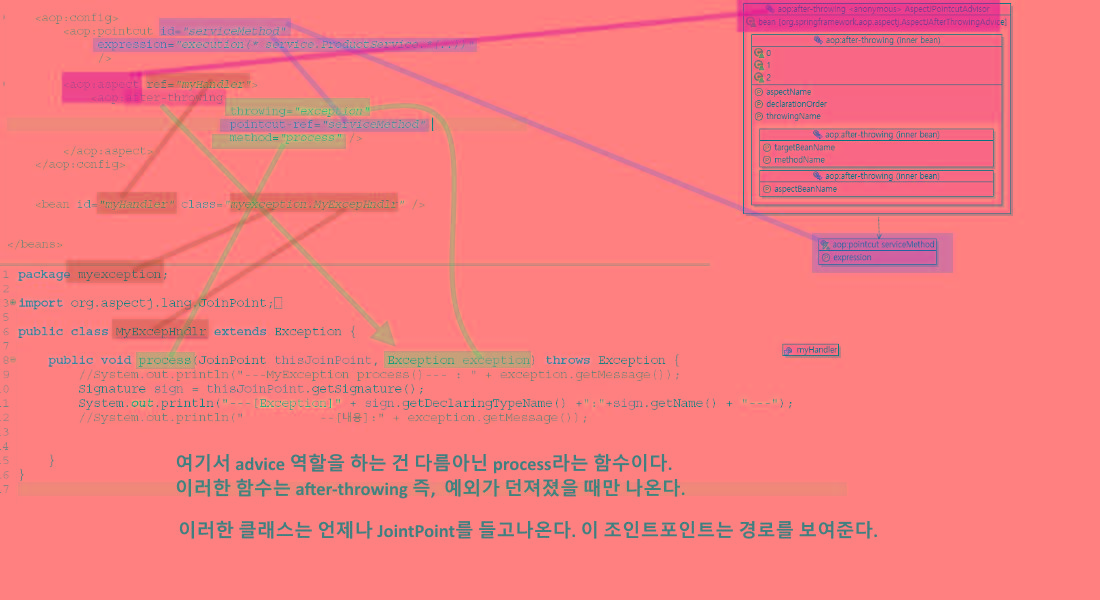 <aop:config>
<aop:pointcut id="serviceMethod"
expression="execution(* service.ProductService.*(..))"
/>
<aop:aspect ref="myHandler">
<aop:after-throwing
throwing="exception"
pointcut-ref="serviceMethod"
method="process" />
</aop:aspect>
</aop:config>
<bean id="myHandler" class="myexception.MyExcepHndlr" />
</beans>
aop:after-throwing <anonymous> AspectJPointcutAdvisor
bean [org.springframework.aop.aspectj.AspectJAfterThrowingAdvice]
aop:after-throwing (inner bean)
0
1
2
aspectName
declarationOrder
throwingName
aop:after-throwing (inner bean)
targetBeanName
methodName
aop:after-throwing (inner bean)
aspectBeanName
aop:pointcut serviceMethod
expression
myHandler
1 package myexception;
2
3 import org.aspectj.lang.JoinPoint;
5
6 public class MyExcepHndlr extends Exception {
7
8 public void process(JoinPoint thisJoinPoint, Exception exception) throws Exception {
9 //System.out.println("---MyException process()--- : " + exception.getMessage());
0 Signature sign = thisJoinPoint.getSignature();
1 System.out.println("---[Exception]" + sign.getDeclaringTypeName() +":"+sign.getName() + "---");
2 //System.out.println(" --[내용]:" + exception.getMessage());
3
4
5 }
6 }
7
여기서 advice 역할을 하는 건 다름아닌 process라는 함수이다.
이러한 함수는 after-throwing 즉, 예외가 던져졌을 때만 나온다.
이러한 클래스는 언제나 JointPoint를 들고나온다. 이 조인트포인트는 경로를 보여준다.